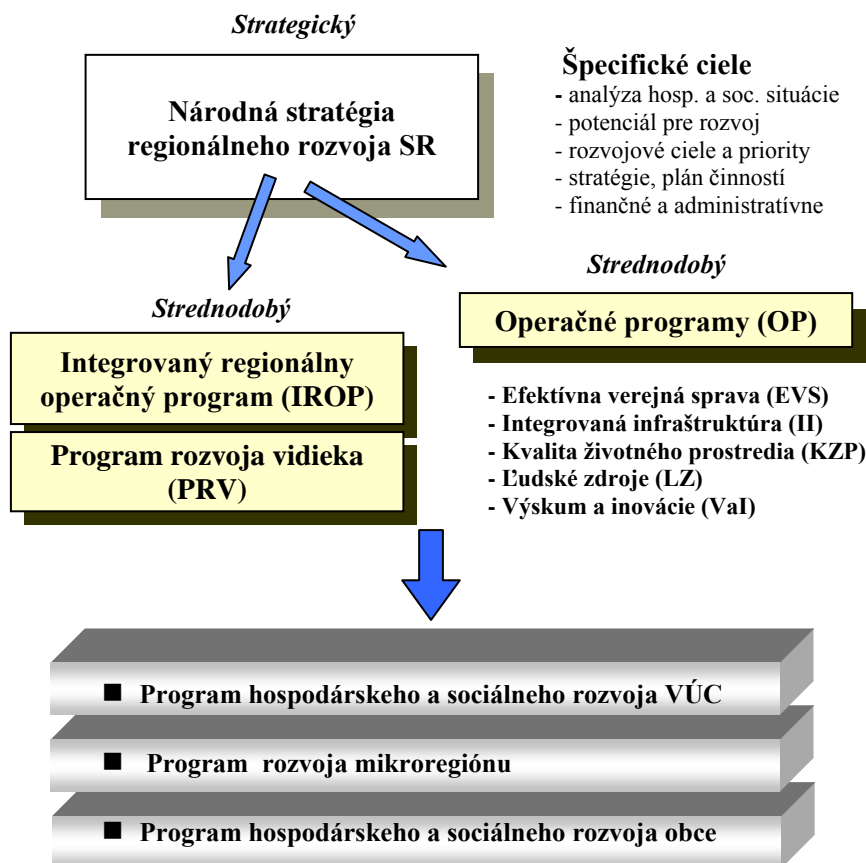 Strategický
Národná stratégia
regionálneho rozvoja SR
Špecifické ciele
- analýza hosp. a soc. situácie
- potenciál pre rozvoj
- rozvojové ciele a priority
- stratégie, plán činností
- finančné a administratívne
Strednodobý
Integrovaný regionálny
operačný program (IROP)
Program rozvoja vidieka
(PRV)
Strednodobý
Operačné programy (OP)
- Efektívna verejná sprava (EVS)
- Integrovaná infraštruktúra (II)
- Kvalita životného prostredia (KZP)
- Ľudské zdroje (LZ)
- Výskum a inovácie (VaI)
■ Program hospodárskeho a sociálneho rozvoja VÚC
■ Program rozvoja mikroregiónu
■ Program hospodárskeho a sociálneho rozvoja obce